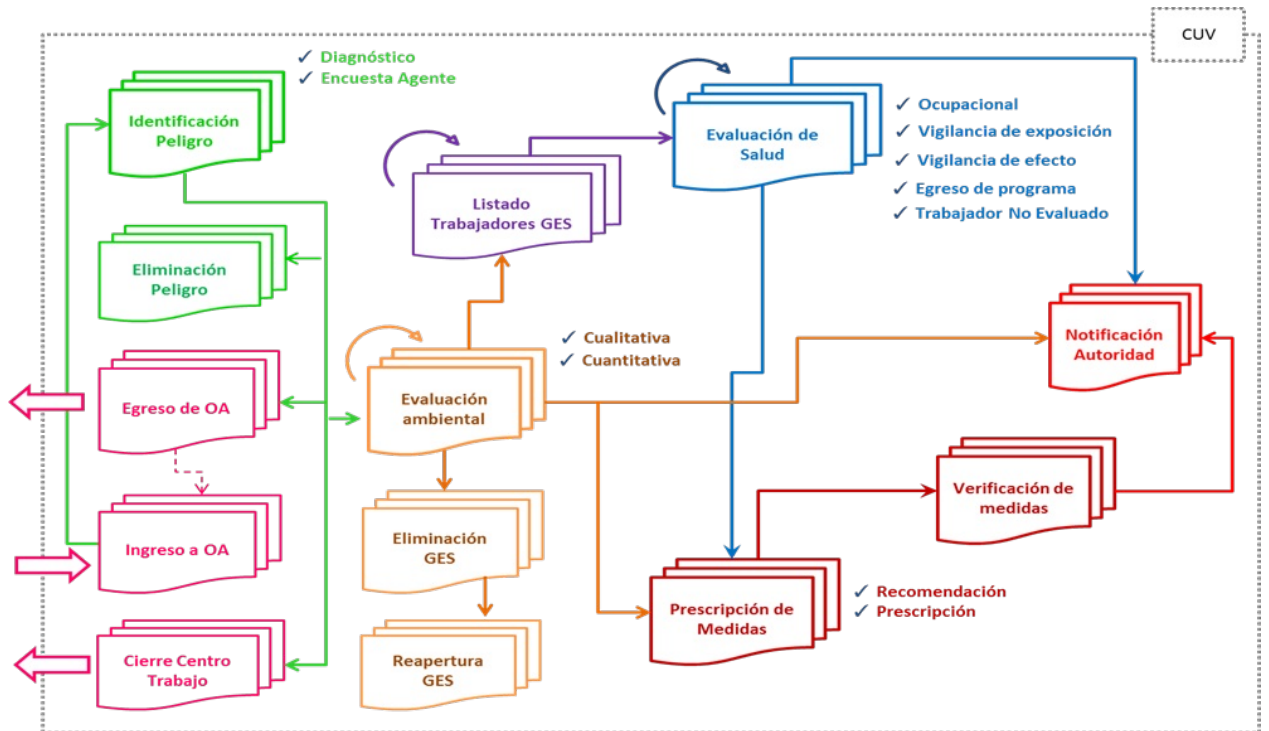 CUV
Diagnóstico
Encuesta Agente
Identificación
Peligro
Evaluación de
Salud
Ocupacional
Vigilancia de exposición
Vigilancia de efecto
Egreso de programa
Trabajador No Evaluado
Listado
Trabajadores GES
Eliminación
Peligro
Notificación
Autoridad
Cualitativa
Cuantitativa
Egreso de OA
Evaluación
ambiental
Verificación de
medidas
Ingreso a OA
Eliminación
GES
Prescripción de
Medidas
Recomendación
Prescripción
Cierre Centro
Trabajo
Reapertura
GES